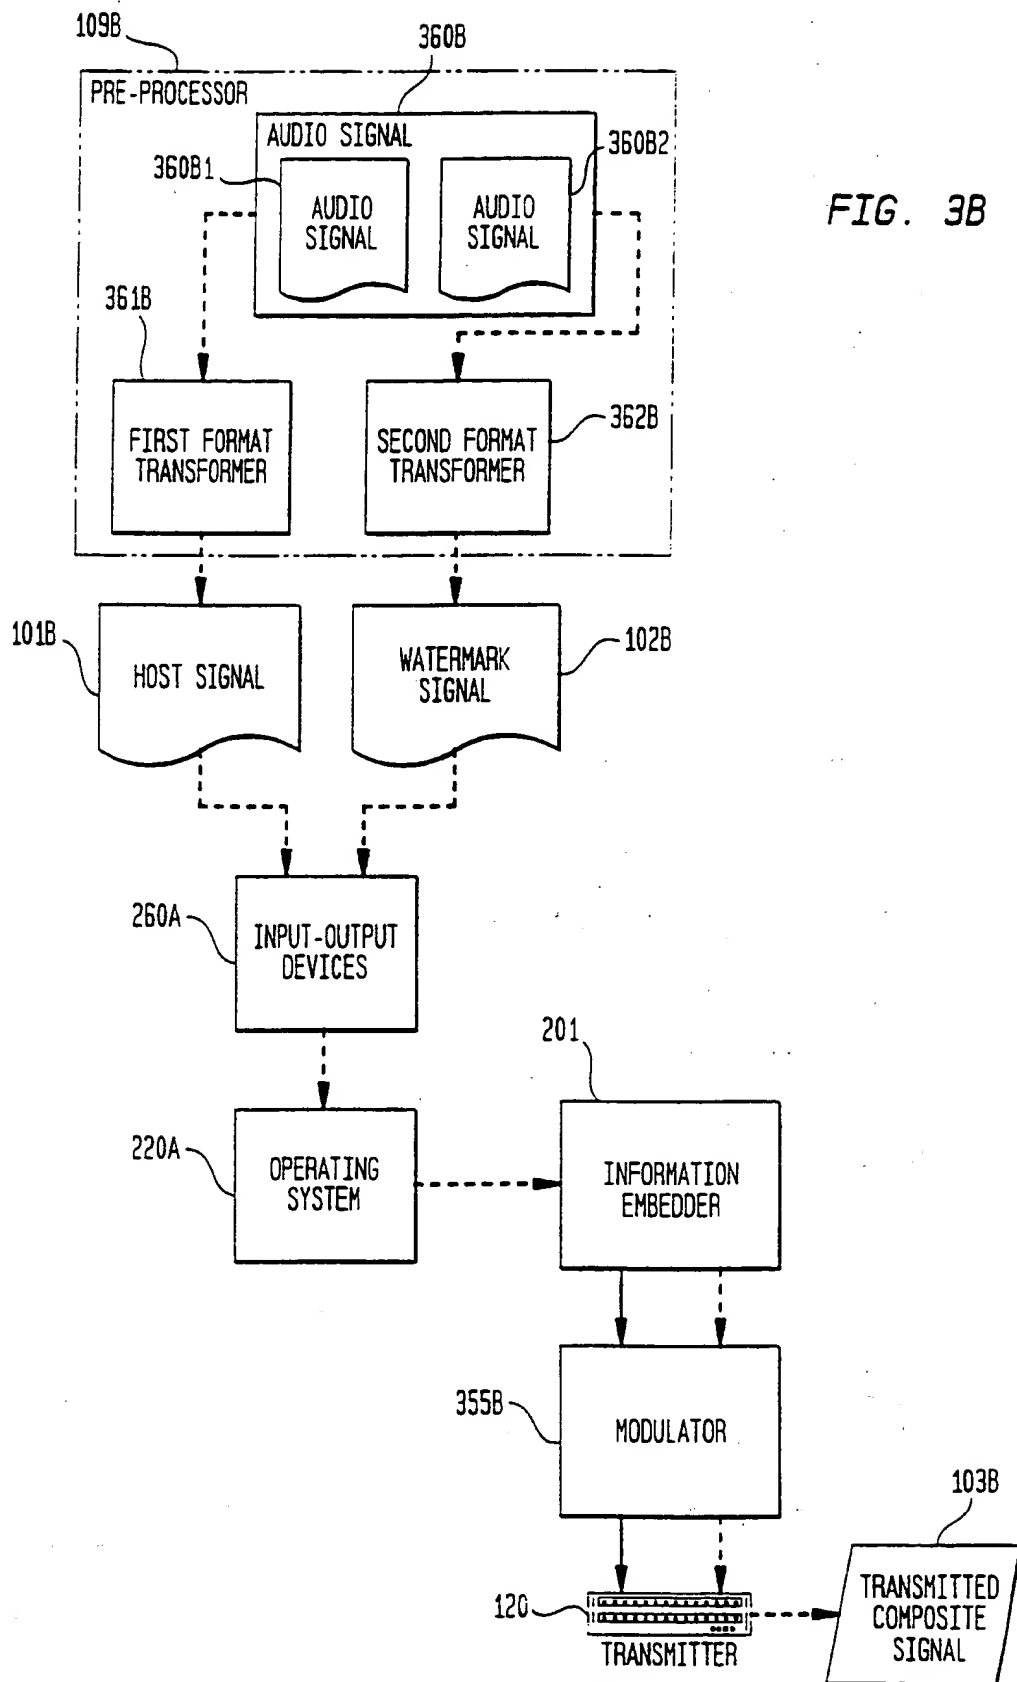 109B
360B
PRE-PROCESSOR
AUDIO SIGNAL
360B1
360B2
AUDIO
SIGNAL
AUDIO
SIGNAL
FIG. 3B
361B
362B
FIRST FORMAT
TRANSFORMER
SECOND FORMAT
TRANSFORMER
101B
HOST SIGNAL
WATERMARK
SIGNAL
102B
260A
INPUT-OUTPUT
DEVICES
201
220A
OPERATING
SYSTEM
INFORMATION
EMBEDDER
355B
MODULATOR
103B
120
TRANSMITTER
TRANSMITTED
COMPOSITE
SIGNAL